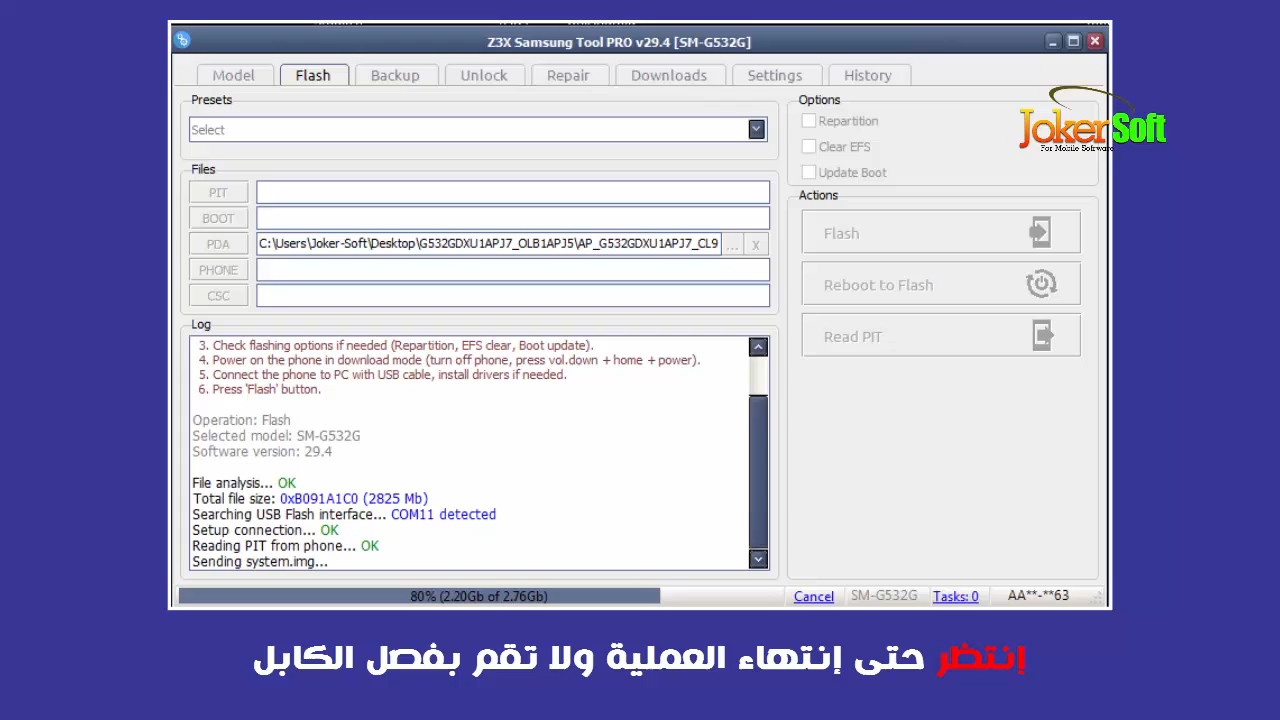 Z3X Samsung Tool PRO v29.4 [SM-G532G]
Model Flash Backup Unlock Repair Downloads Settings History
Presets
Select
Files
PIT
BOOT
PDA C:\Users\Joker-Soft\Desktop\G532GDXU1APJ7_OLB1APJ5\AP_G532GDXU1APJ7_CL9 ... x
PHONE
CSC
Options
Repartition
Clear EFS
Update Boot
JokerSoft
For Mobile Software
Actions
Flash
Reboot to Flash
Read PIT
Log
3. Check flashing options if needed (Repartition, EFS clear, Boot update).
4. Power on the phone in download mode (turn off phone, press vol.down + home + power).
5. Connect the phone to PC with USB cable, install drivers if needed.
6. Press 'Flash' button.
Operation: Flash
Selected model: SM-G532G
Software version: 29.4
File analysis... OK
Total file size: 0xB091A1C0 (2825 Mb)
Searching USB Flash interface... COM11 detected
Setup connection... OK
Reading PIT from phone... OK
Sending system.img...
80% (2.20Gb of 2.76Gb) Cancel SM-G532G Tasks: 0 AA**-**63
إنتظر حتى إنتهاء العملية ولا تقم بفصل الكابل